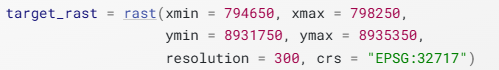 target_rast = rast(xmin = 794650, xmax = 798250,
ymin = 8931750, ymax = 8935350,
resolution = 300, crs = "EPSG:32717")